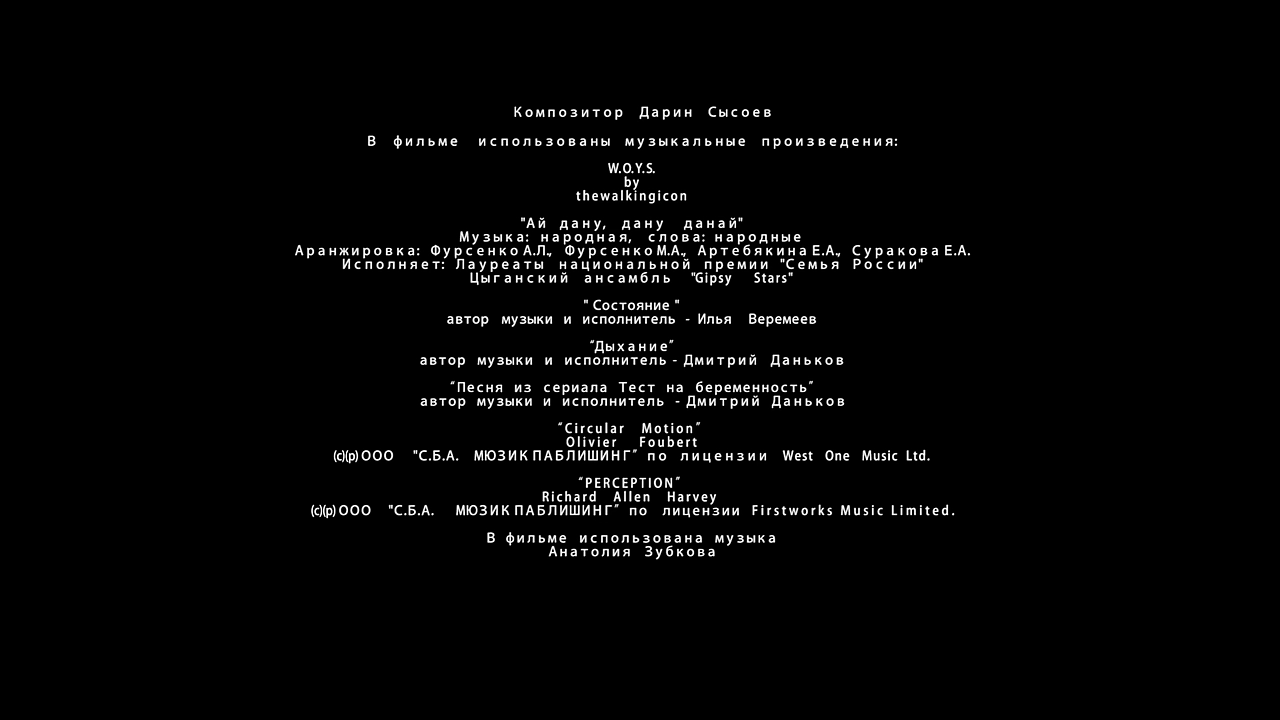 Композитор Дарин Сысоев
В фильме использованы музыкальные произведения:
W.O.Y.S.
by
thewalkingicon
"Ай дану, дану данай"
Музыка: народная, слова: народные
Аранжировка: Фурсенко А.Л., Фурсенко М.А., Артебякина Е.А., Суракова Е.А.
Исполняет: Лауреаты национальной премии "Семья России"
Цыганский ансамбль "Gipsy Stars"
" Состояние "
автор музыки и исполнитель - Илья Веремеев
“Дыхание”
автор музыки и исполнитель - Дмитрий Даньков
“Песня из сериала Тест на беременность”
автор музыки и исполнитель - Дмитрий Даньков
“Circular Motion”
Olivier Foubert
(c)(p) ООО "С.Б.А. МЮЗИК ПАБЛИШИНГ” по лицензии West One Music Ltd.
“PERCEPTION”
Richard Allen Harvey
(c)(p) ООО "С.Б.А. МЮЗИК ПАБЛИШИНГ” по лицензии Firstworks Music Limited.
В фильме использована музыка
Анатолия Зубкова